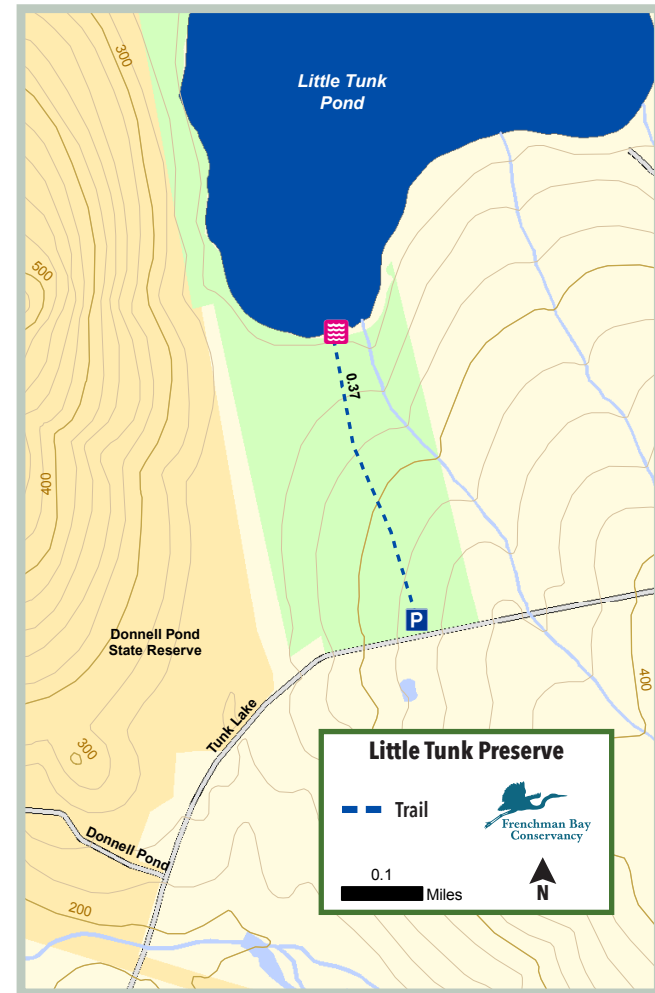 300
Little Tunk
Pond
500
0.37
400
P
Donnell Pond
State Reserve
400
Tunk Lake
300
Little Tunk Preserve
Trail
Frenchman Bay
Conservancy
Donnell Pond
0.1
Miles
N
200